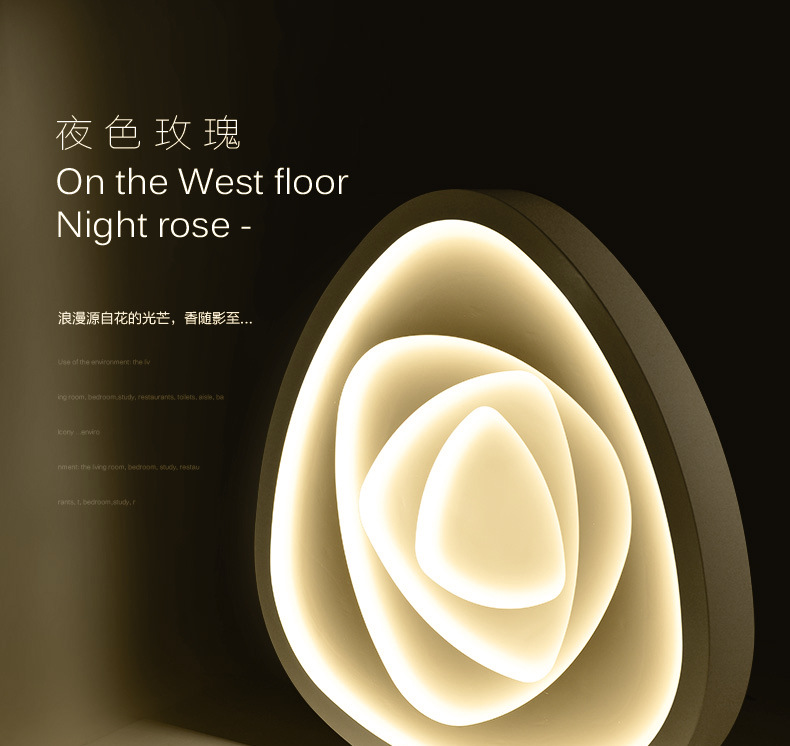 夜色玫瑰
On the West floor
Night rose -
浪漫源自花的光芒，香随影至...
Use of the environment: the liv
ing room, bedroom,study, restaurants, toilets, aisle, ba
lcony. ..enviro
nment: the living room, bedroom, study, restau
rants, t, bedroom,study, r